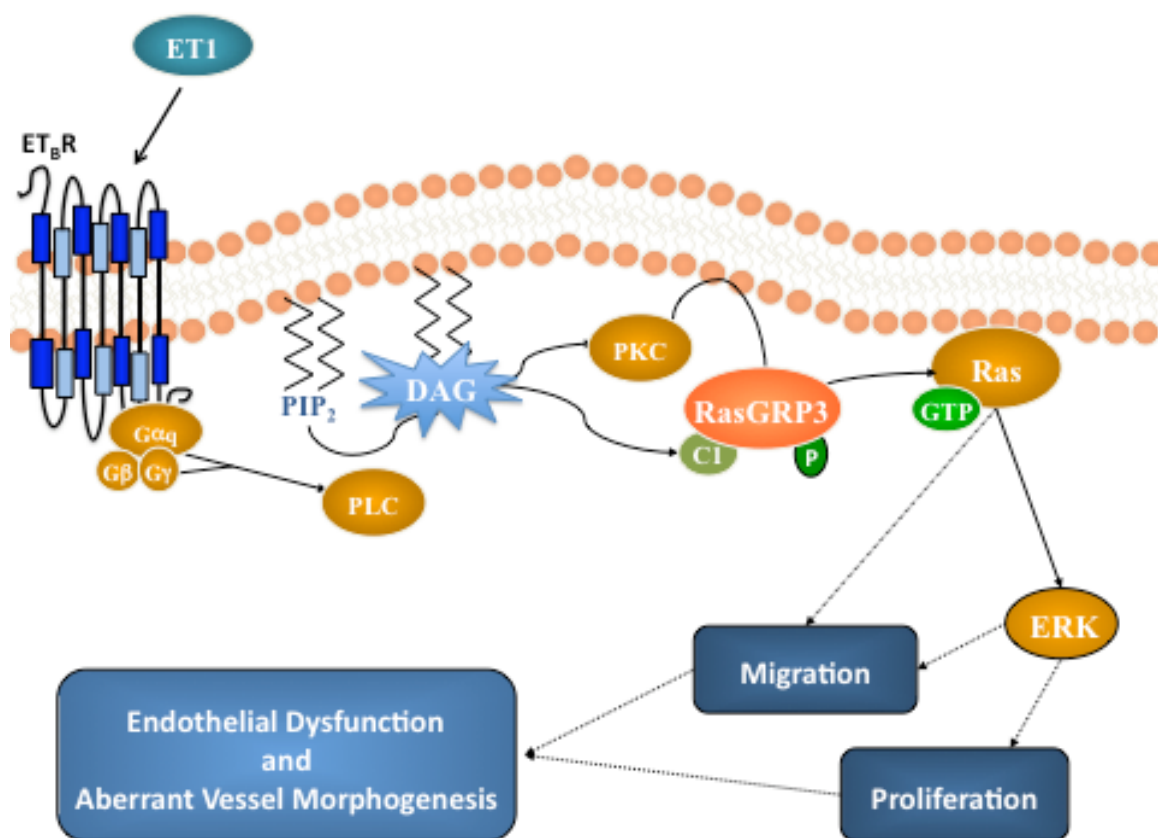 ET1
ETBR
PKC
Ras
DAG
RasGRP3
PIP2
GTP
Gαq
C1
P
Gβ
Gγ
PLC
ERK
Migration
Endothelial Dysfunction
and
Aberrant Vessel Morphogenesis
Proliferation